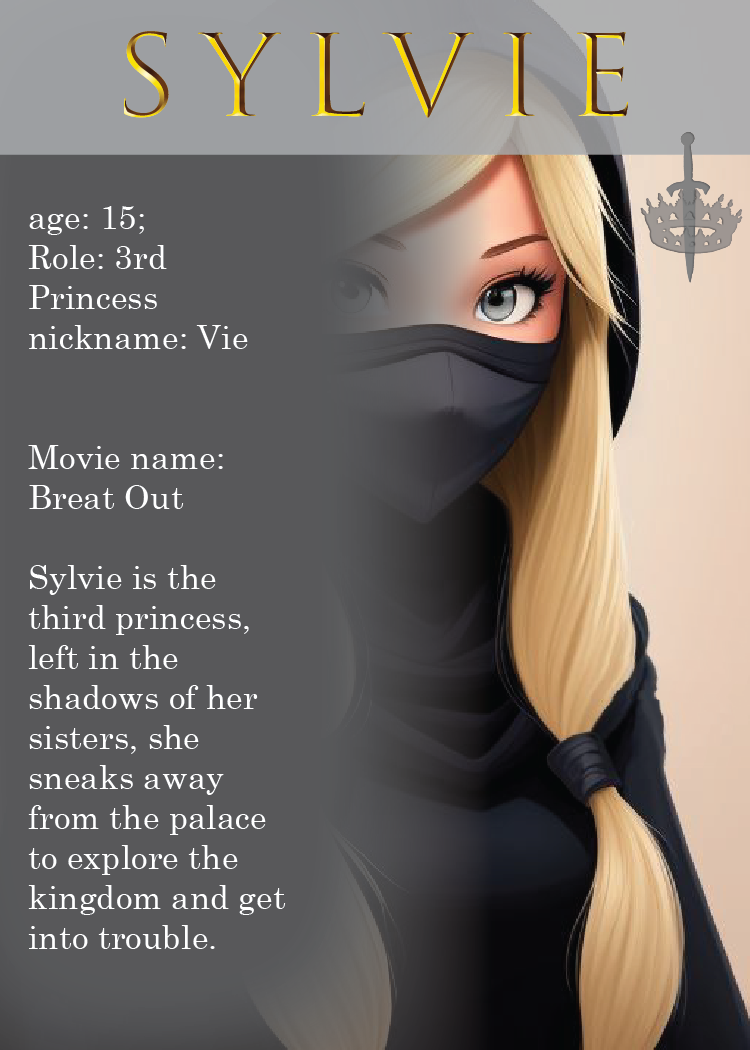 SYLVIE
age: 15;
Role: 3rd
Princess
nickname: Vie
Movie name:
Breat Out
Sylvie is the
third princess,
left in the
shadows of her
sisters, she
sneaks away
from the palace
to explore the
kingdom and get
into trouble.